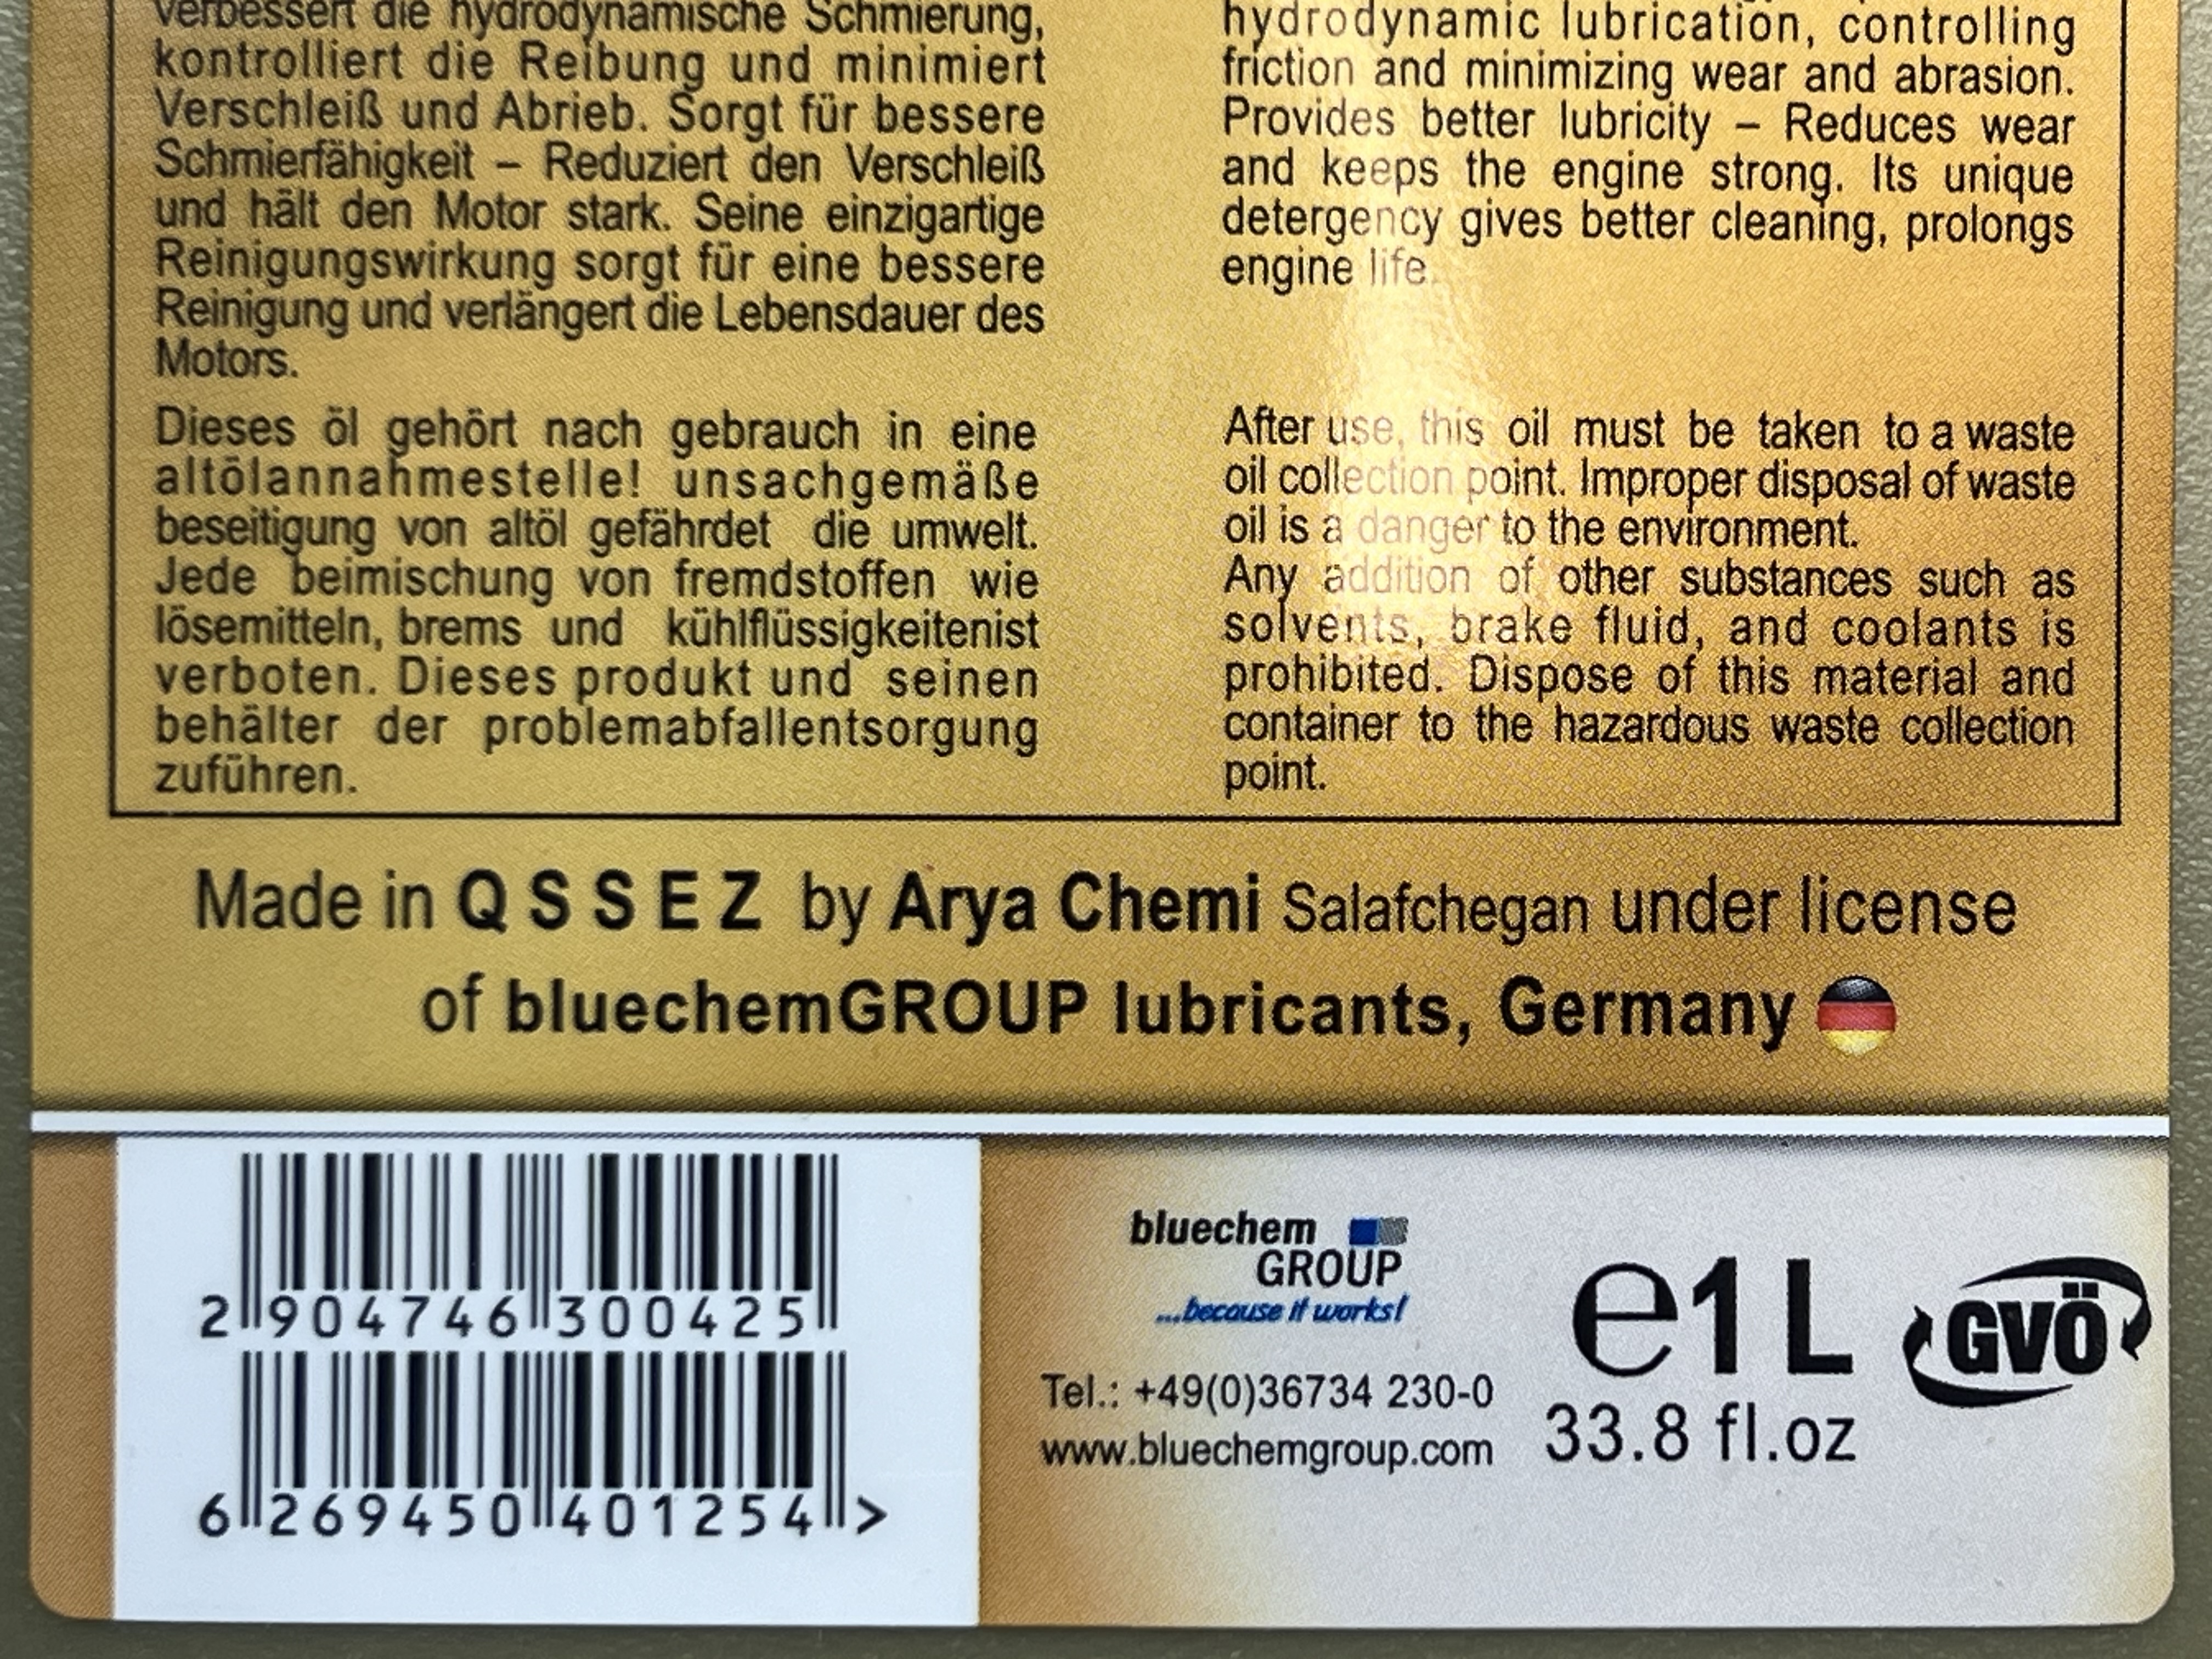 verbessert die hydrodynamische Schmierung,
kontrolliert die Reibung und minimiert
Verschleiß und Abrieb. Sorgt für bessere
Schmierfähigkeit – Reduziert den Verschleiß
und hält den Motor stark. Seine einzigartige
Reinigungswirkung sorgt für eine bessere
Reinigung und verlängert die Lebensdauer des
Motors.
Dieses öl gehört nach gebrauch in eine
altölannahmestelle! unsachgemäße
beseitigung von altöl gefährdet die umwelt.
Jede beimischung von fremdstoffen wie
lösemitteln, brems und kühlflüssigkeitenist
verboten. Dieses produkt und seinen
behälter der problemabfallentsorgung
zuführen.
hydrodynamic lubrication, controlling
friction and minimizing wear and abrasion.
Provides better lubricity – Reduces wear
and keeps the engine strong. Its unique
detergency gives better cleaning, prolongs
engine life.
After use, this oil must be taken to a waste
oil collection point. Improper disposal of waste
oil is a danger to the environment.
Any addition of other substances such as
solvents, brake fluid, and coolants is
prohibited. Dispose of this material and
container to the hazardous waste collection
point.
Made in QSSEZ by Arya Chemi Salafchegan under license
of bluechemGROUP lubricants, Germany
2 904746 300425
6 269450 401254 >
bluechem
GROUP
...because it works!
Tel.: +49(0)36734 230-0
www.bluechemgroup.com
e1 L
33.8 fl.oz
GVÖ